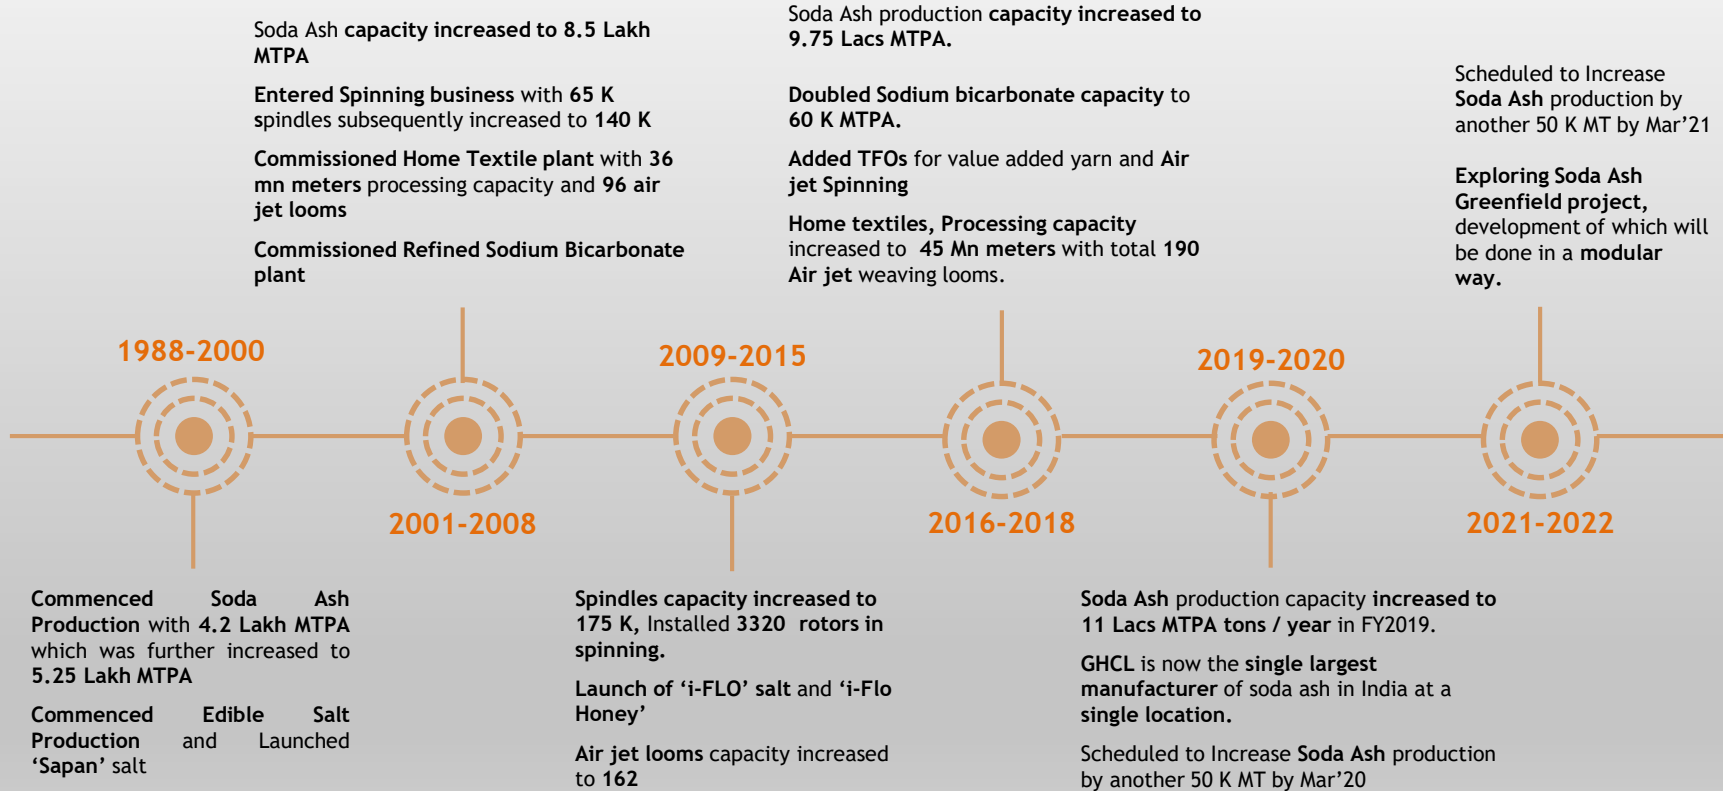 1988-2000
Commenced Soda Ash
Production with 4.2 Lakh MTPA
which was further increased to
5.25 Lakh MTPA
Commenced Edible Salt
Production and Launched
‘Sapan’ salt
Soda Ash capacity increased to 8.5 Lakh
MTPA
Entered Spinning business with 65 K
spindles subsequently increased to 140 K
Commissioned Home Textile plant with 36
mn meters processing capacity and 96 air
jet looms
Commissioned Refined Sodium Bicarbonate
plant
2001-2008
2009-2015
Spindles capacity increased to
175 K, Installed 3320 rotors in
spinning.
Launch of ‘i-FLO’ salt and ‘i-Flo
Honey’
Air jet looms capacity increased
to 162
Soda Ash production capacity increased to
9.75 Lacs MTPA.
Doubled Sodium bicarbonate capacity to
60 K MTPA.
Added TFOs for value added yarn and Air
jet Spinning
Home textiles, Processing capacity
increased to 45 Mn meters with total 190
Air jet weaving looms.
2016-2018
2019-2020
Soda Ash production capacity increased to
11 Lacs MTPA tons / year in FY2019.
GHCL is now the single largest
manufacturer of soda ash in India at a
single location.
Scheduled to Increase Soda Ash production
by another 50 K MT by Mar’20
Scheduled to Increase
Soda Ash production by
another 50 K MT by Mar’21
Exploring Soda Ash
Greenfield project,
development of which will
be done in a modular
way.
2021-2022